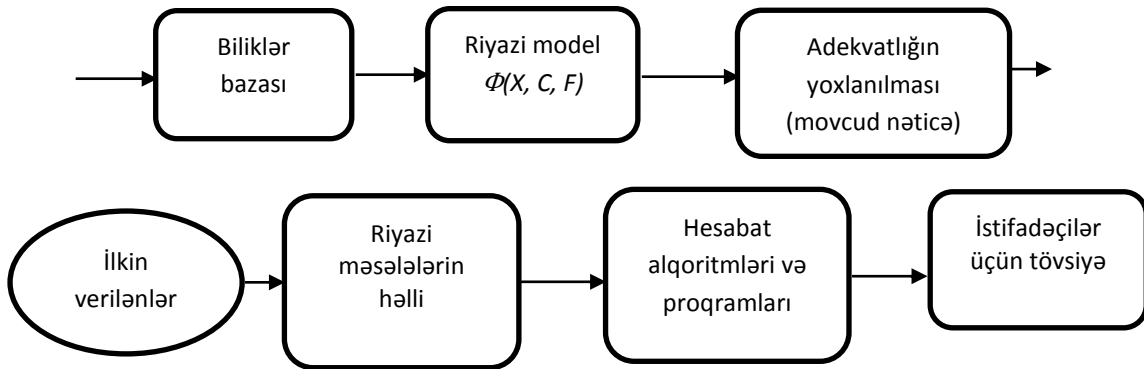 Biliklər
bazası
Riyazi model
Φ(X, C, F)
Adekvatlığın
yoxlanılması
(movcud nəticə)
İlkin
verilənlər
Riyazi
məsələlərin
həlli
Hesabat
alqoritmləri və
proqramları
İstifadəçilər
üçün tövsiyə